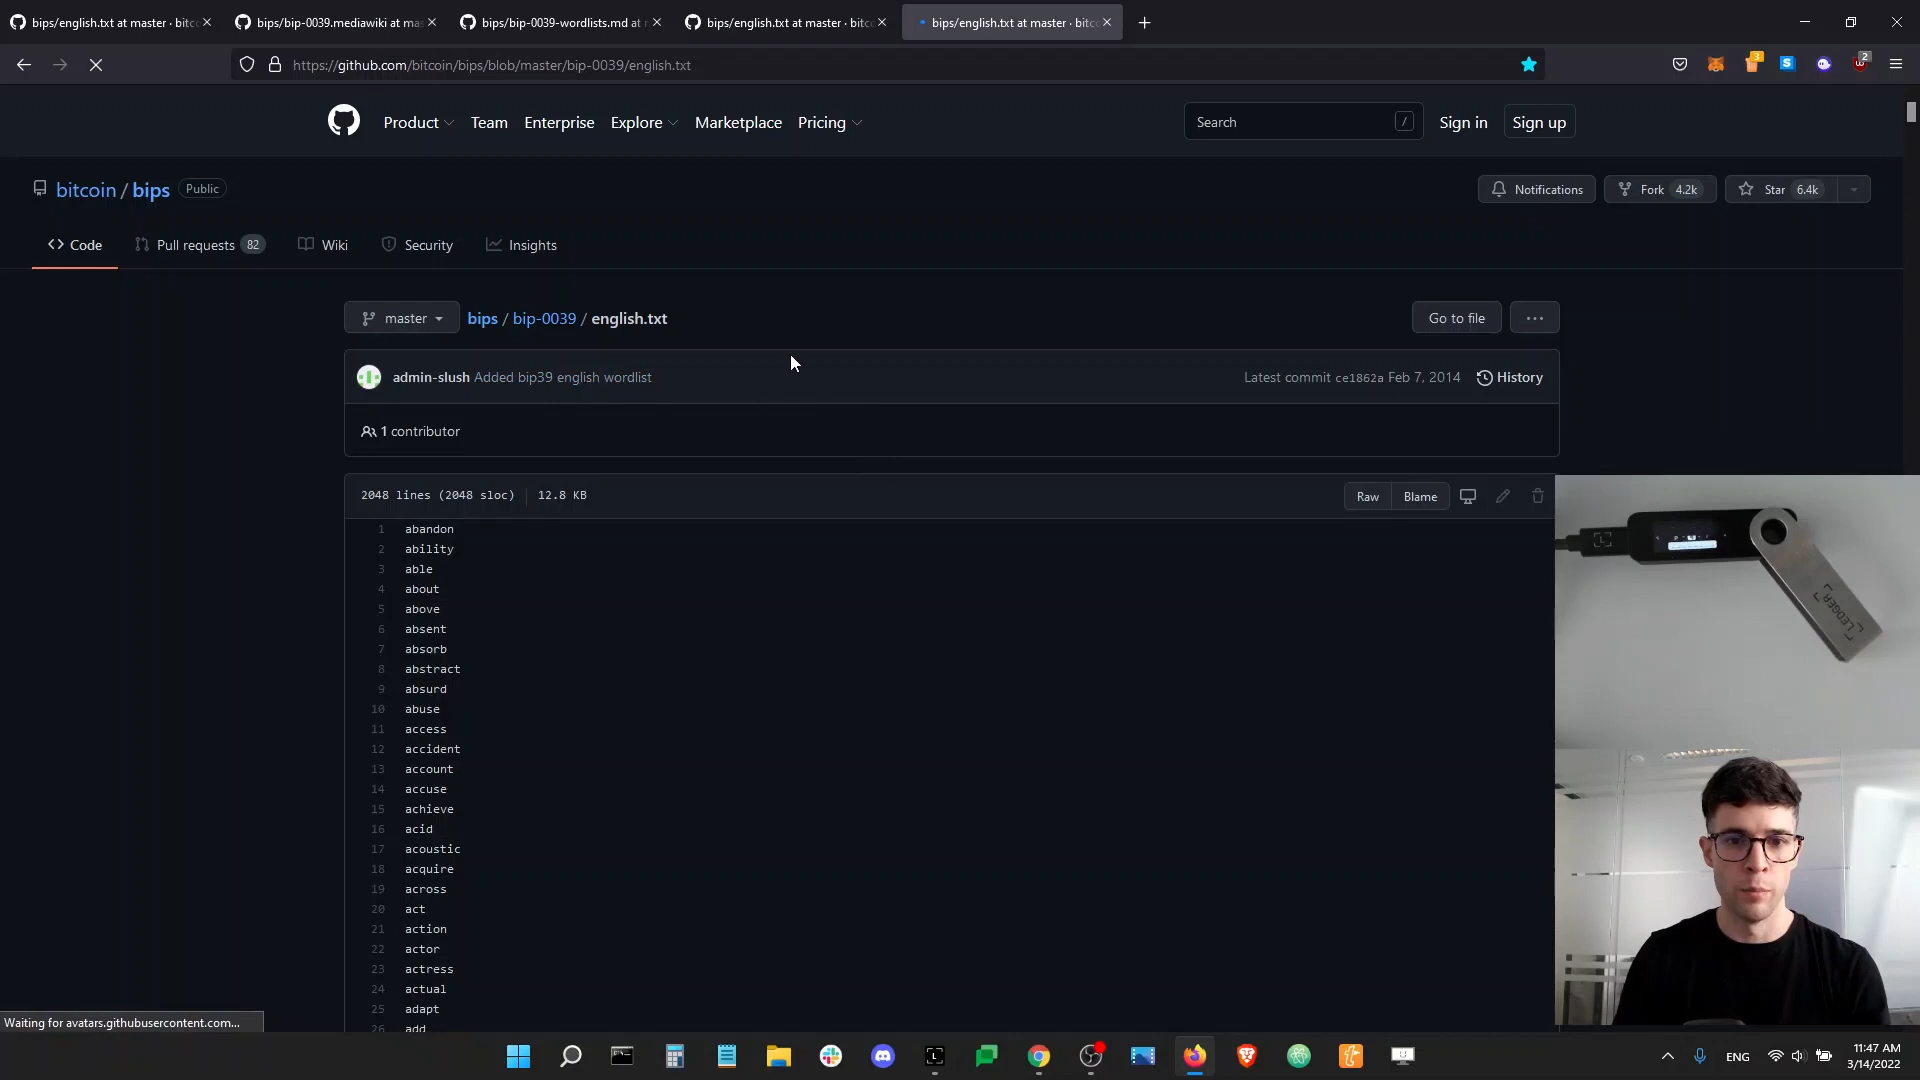 bips/english.txt at master · bitco
bips/bip-0039.mediawiki at mas
bips/bip-0039-wordlists.md at
bips/english.txt at master · bitco
bips/english.txt at master · bitco
https://github.com/bitcoin/bips/blob/master/bip-0039/english.txt
3
2
Product Team Enterprise Explore Marketplace Pricing
Search /
Sign in Sign up
bitcoin / bips Public
Notifications Fork 4.2k Star 6.4k
Code Pull requests 82 Wiki Security Insights
master bips / bip-0039 / english.txt
Go to file ...
admin-slush Added bip39 english wordlist
Latest commit ce1862a Feb 7, 2014 History
1 contributor
2048 lines (2048 sloc) 12.8 KB
Raw Blame
1 abandon
2 ability
3 able
4 about
5 above
6 absent
7 absorb
8 abstract
9 absurd
10 abuse
11 access
12 accident
13 account
14 accuse
15 achieve
16 acid
17 acoustic
18 acquire
19 across
20 act
21 action
22 actor
23 actress
24 actual
25 adapt
26 add
LEDGER
Waiting for avatars.githubusercontent.com...
ENG
11:47 AM
3/14/2022